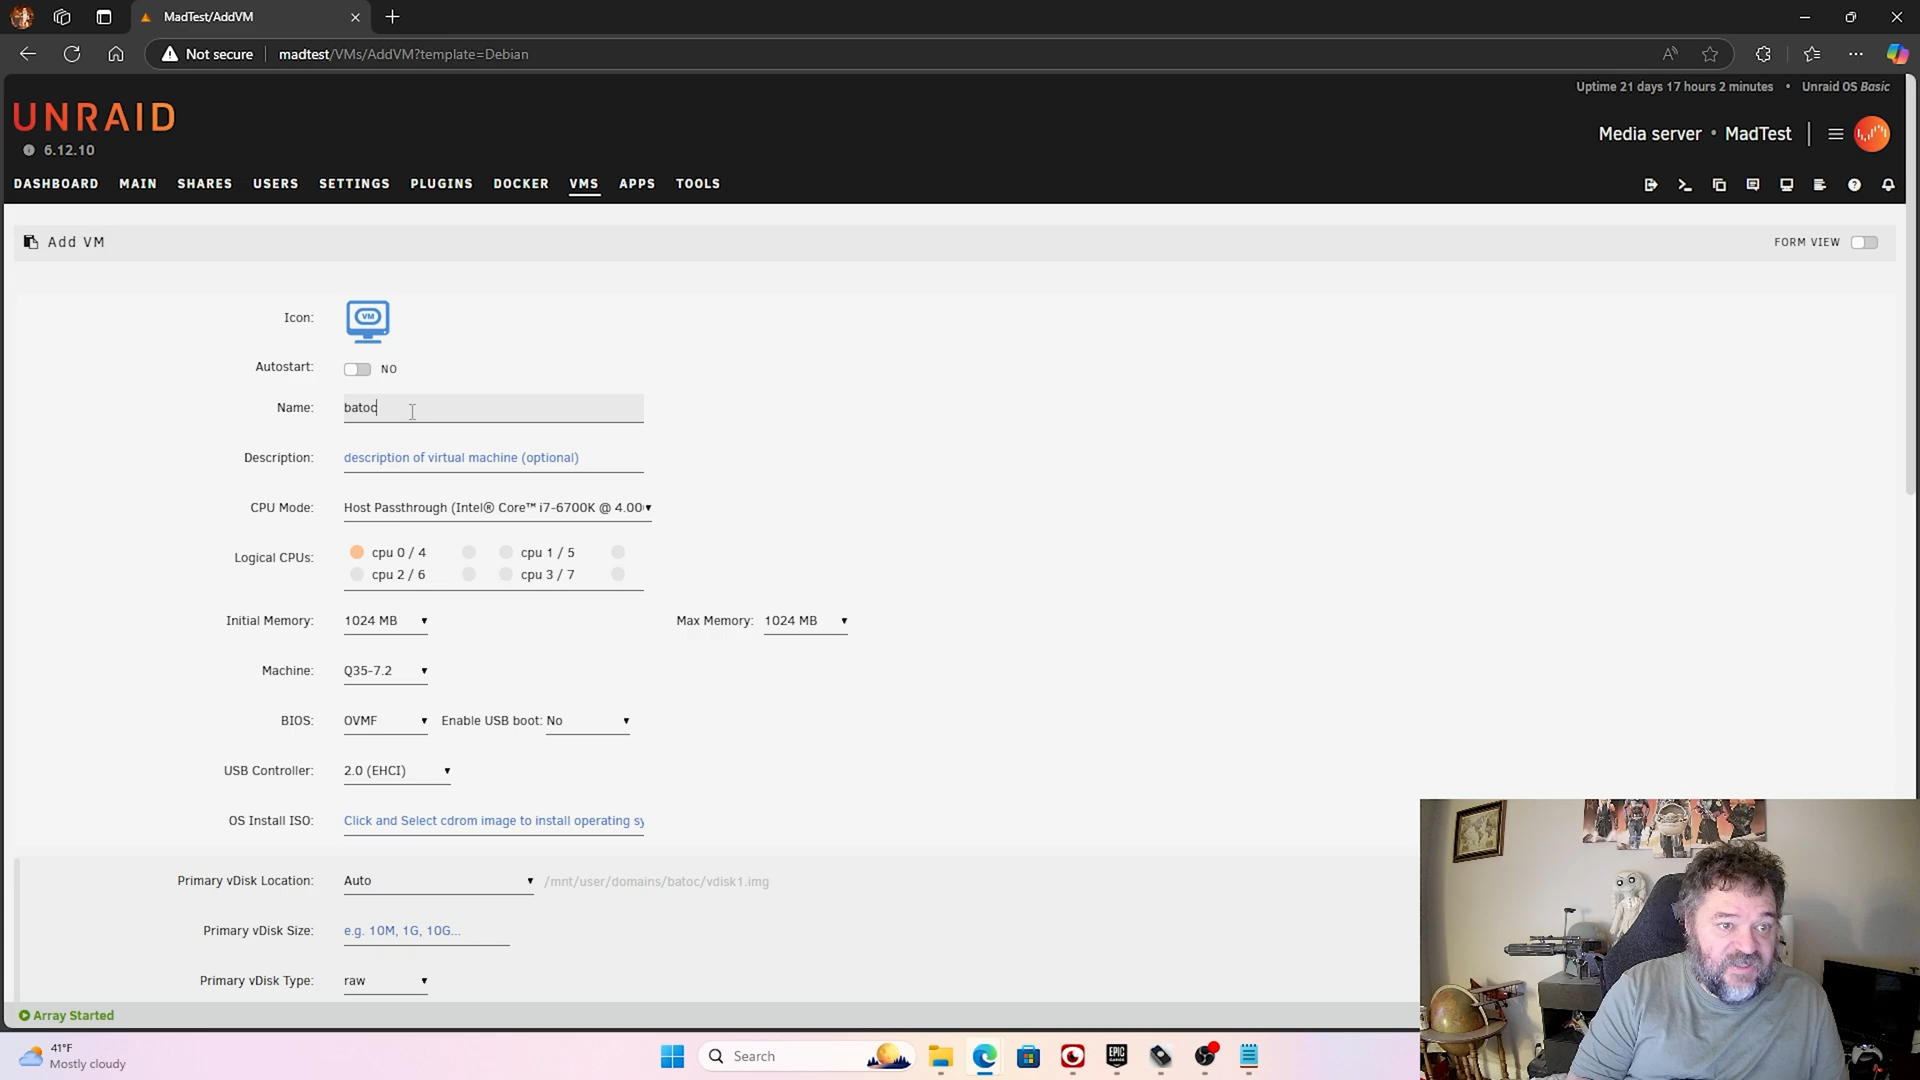 MadTest/AddVM
Not secure
madtest/VMs/AddVM?template=Debian
Uptime 21 days 17 hours 2 minutes • Unraid OS Basic
UNRAID
6.12.10
Media server • MadTest
DASHBOARD MAIN SHARES USERS SETTINGS PLUGINS DOCKER VMS APPS TOOLS
Add VM
FORM VIEW
Icon:
VM
Autostart: NO
Name: batoc
Description: description of virtual machine (optional)
CPU Mode: Host Passthrough (Intel® Core™ i7-6700K @ 4.00
Logical CPUs: cpu 0 / 4 cpu 1 / 5
cpu 2 / 6 cpu 3 / 7
Initial Memory: 1024 MB Max Memory: 1024 MB
Machine: Q35-7.2
BIOS: OVMF Enable USB boot: No
USB Controller: 2.0 (EHCI)
OS Install ISO: Click and Select cdrom image to install operating sy
Primary vDisk Location: Auto /mnt/user/domains/batoc/vdisk1.img
Primary vDisk Size: e.g. 10M, 1G, 10G...
Primary vDisk Type: raw
Array Started
41°F
Mostly cloudy
Search
EPIC
GAMES